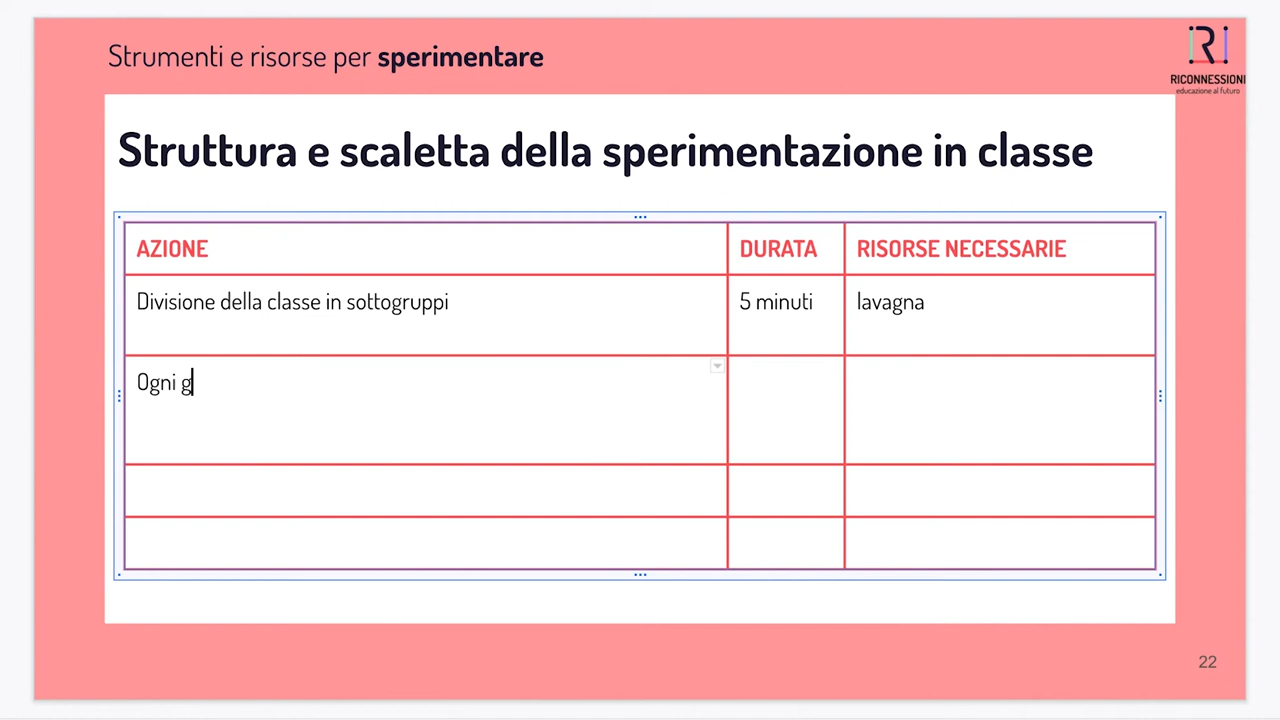 Strumenti e risorse per sperimentare
RICONNESSIONI
educazione al futuro
Struttura e scaletta della sperimentazione in classe
AZIONE DURATA RISORSE NECESSARIE
Divisione della classe in sottogruppi 5 minuti lavagna
Ogni g
22